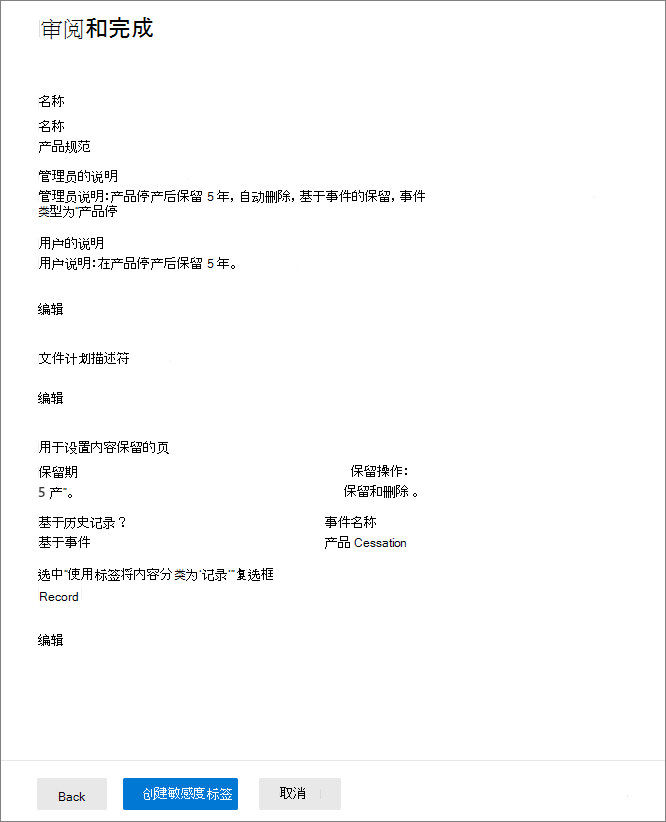 审阅和完成
名称
名称
产品规范
管理员的说明
管理员说明：产品停产后保留 5 年，自动删除，基于事件的保留，事件
类型为“产品停
用户的说明
用户说明：在产品停产后保留 5 年。
编辑
文件计划描述符
编辑
用于设置内容保留的页
保留期 保留操作：
5 产”。 保留和删除 。
基于历史记录？ 事件名称
基于事件 产品 Cessation
选中“使用标签将内容分类为‘记录’”复选框
Record
编辑
Back 创建敏感度标签 取消